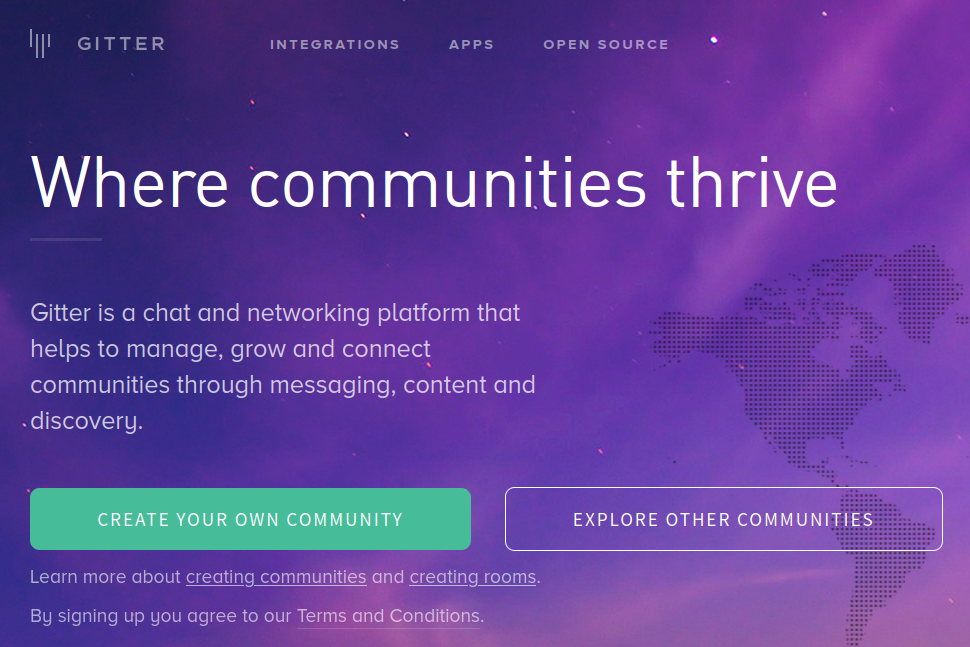 GITTER INTEGRATIONS APPS OPEN SOURCE
Where communities thrive
Gitter is a chat and networking platform that
helps to manage, grow and connect
communities through messaging, content and
discovery.
CREATE YOUR OWN COMMUNITY EXPLORE OTHER COMMUNITIES
Learn more about creating communities and creating rooms.
By signing up you agree to our Terms and Conditions.